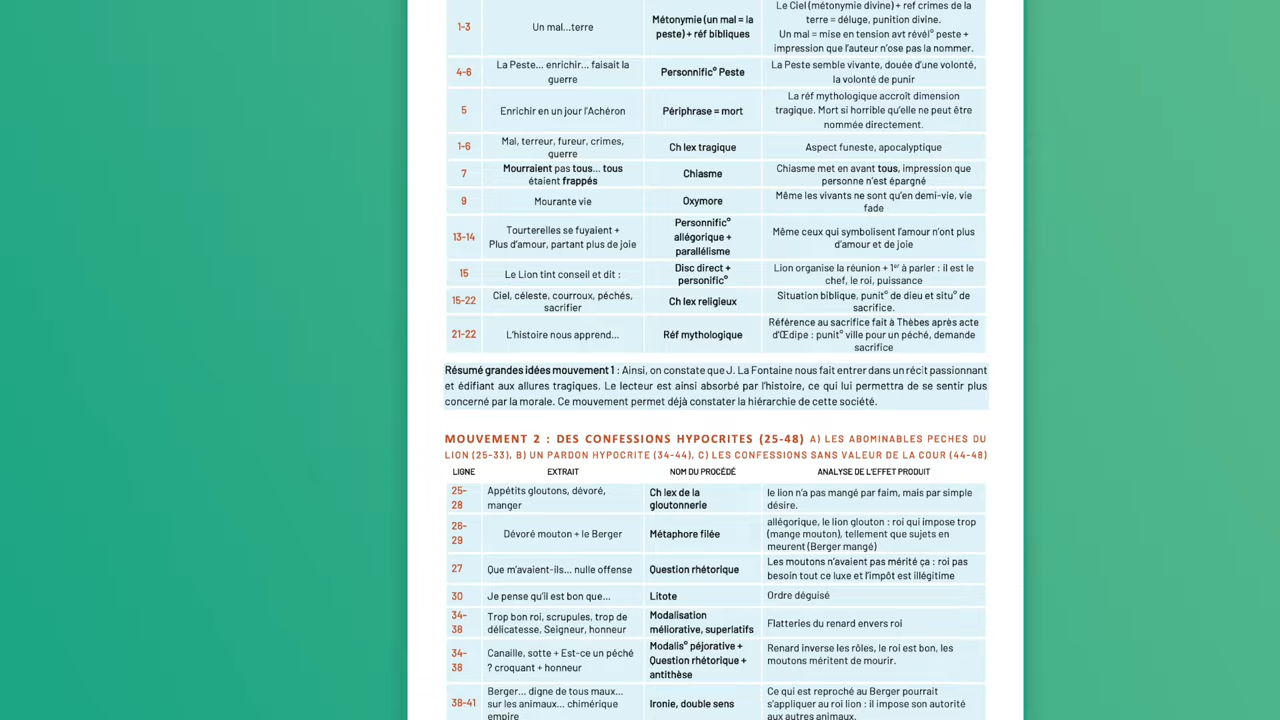 Le Ciel (métonymie divine) + ref crimes de la
1-3 Un mal...terre Métonymie (un mal = la terre = déluge, punition divine.
peste) + réf bibliques Un mal = mise en tension avt révél° peste +
impression que l'auteur n'ose pas la nommer.
4-6 La Peste... enrichir... faisait la Personnific° Peste La Peste semble vivante, douée d'une volonté,
guerre la volonté de punir
La réf mythologique accroît dimension
5 Enrichir en un jour l'Achéron Périphrase = mort tragique. Mort si horrible qu'elle ne peut être
nommée directement.
1-6 Mal, terreur, fureur, crimes, Ch lex tragique Aspect funeste, apocalyptique
guerre
7 Mourraient pas tous... tous Chiasme Chiasme met en avant tous, impression que
étaient frappés personne n'est épargné
9 Mourante vie Oxymore Même les vivants ne sont qu'en demi-vie, vie
fade
13-14 Tourterelles se fuyaient + Personnific° Même ceux qui symbolisent l'amour n'ont plus
Plus d'amour, partant plus de joie allégorique + d'amour et de joie
parallélisme
15 Le Lion tint conseil et dit : Disc direct + Lion organise la réunion + 1er à parler : il est le
personific° chef, le roi, puissance
15-22 Ciel, céleste, courroux, péchés, Ch lex religieux Situation biblique, punit° de dieu et situ° de
sacrifier sacrifice.
Référence au sacrifice fait à Thèbes après acte
21-22 L'histoire nous apprend... Réf mythologique d'Œdipe : punit° ville pour un péché, demande
sacrifice
Résumé grandes idées mouvement 1 : Ainsi, on constate que J. La Fontaine nous fait entrer dans un récit passionnant
et édifiant aux allures tragiques. Le lecteur est ainsi absorbé par l'histoire, ce qui lui permettra de se sentir plus
concerné par la morale. Ce mouvement permet déjà constater la hiérarchie de cette société.
MOUVEMENT 2 : DES CONFESSIONS HYPOCRITES (25-48) A) LES ABOMINABLES PECHES DU
LION (25-33), B) UN PARDON HYPOCRITE (34-44), C) LES CONFESSIONS SANS VALEUR DE LA COUR (44-48)
LIGNE EXTRAIT NOM DU PROCÉDÉ ANALYSE DE L'EFFET PRODUIT
25- Appétits gloutons, dévoré, Ch lex de la le lion n'a pas mangé par faim, mais par simple
28 manger gloutonnerie désire.
26- Dévoré mouton + le Berger Métaphore filée allégorique, le lion glouton : roi qui impose trop
29 (mange mouton), tellement que sujets en
meurent (Berger mangé)
27 Que m'avaient-ils... nulle offense Question rhétorique Les moutons n'avaient pas mérité ça : roi pas
besoin tout ce luxe et l'impôt est illégitime
30 Je pense qu'il est bon que... Litote Ordre déguisé
34- Trop bon roi, scrupules, trop de Modalisation Flatteries du renard envers roi
38 délicatesse, Seigneur, honneur méliorative, superlatifs
34- Canaille, sotte + Est-ce un péché Modalis° péjorative + Renard inverse les rôles, le roi est bon, les
38 ? croquant + honneur Question rhétorique + moutons méritent de mourir.
antithèse
Berger... digne de tous maux... Ce qui est reproché au Berger pourrait
38-41 sur les animaux... chimérique Ironie, double sens s'appliquer au roi lion : il impose son autorité
empire aux autres animaux.